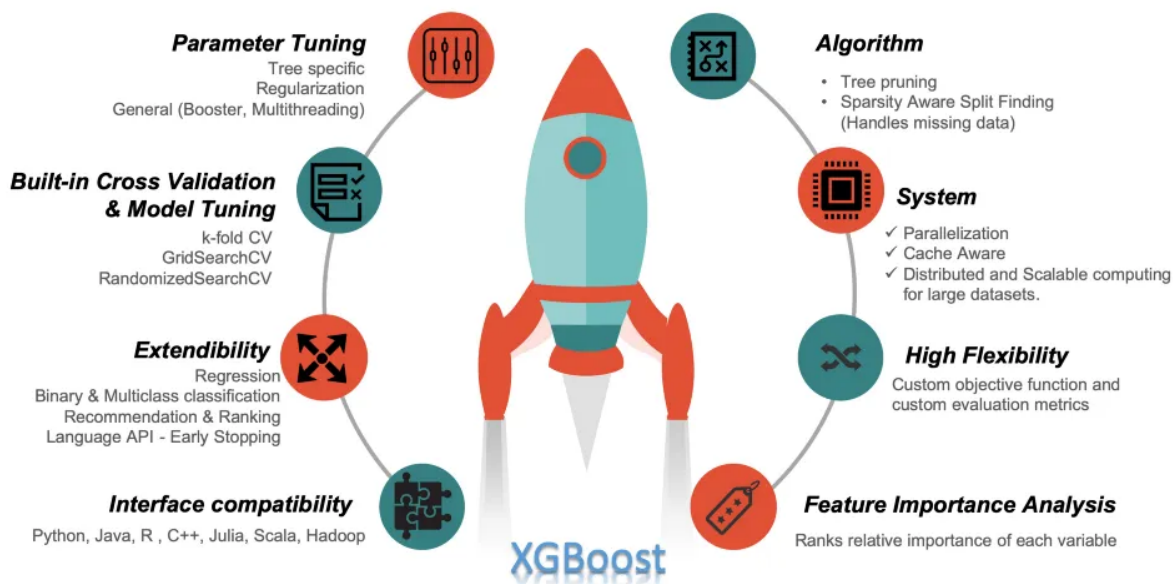 Parameter Tuning
Tree specific
Regularization
General (Booster, Multithreading)
Built-in Cross Validation
& Model Tuning
k-fold CV
GridSearchCV
RandomizedSearchCV
Extendibility
Regression
Binary & Multiclass classification
Recommendation & Ranking
Language API - Early Stopping
Interface compatibility
Python, Java, R , C++, Julia, Scala, Hadoop
Algorithm
• Tree pruning
• Sparsity Aware Split Finding
(Handles missing data)
System
✓ Parallelization
✓ Cache Aware
✓ Distributed and Scalable computing
for large datasets.
High Flexibility
Custom objective function and
custom evaluation metrics
Feature Importance Analysis
Ranks relative importance of each variable
XGBoost